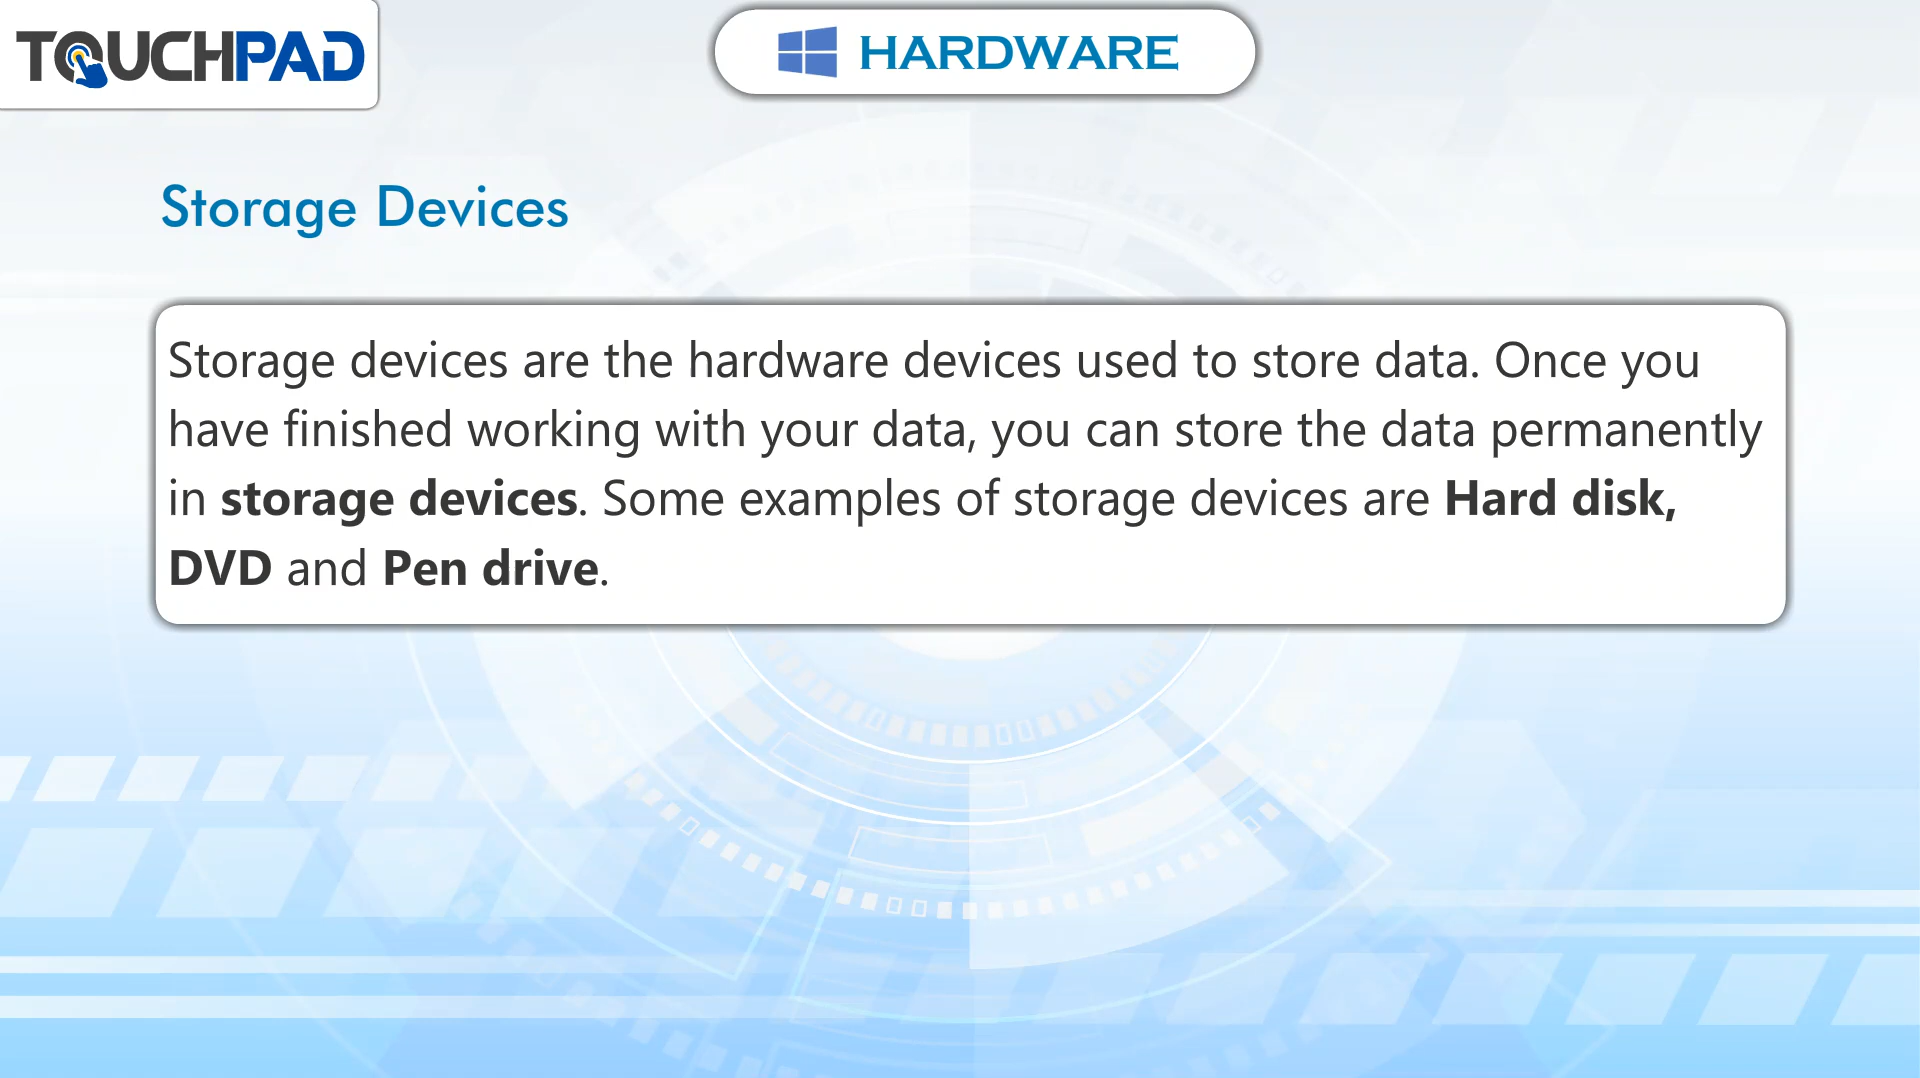 TOUCHPAD
HARDWARE
Storage Devices
Storage devices are the hardware devices used to store data. Once you
have finished working with your data, you can store the data permanently
in storage devices. Some examples of storage devices are Hard disk,
DVD and Pen drive.